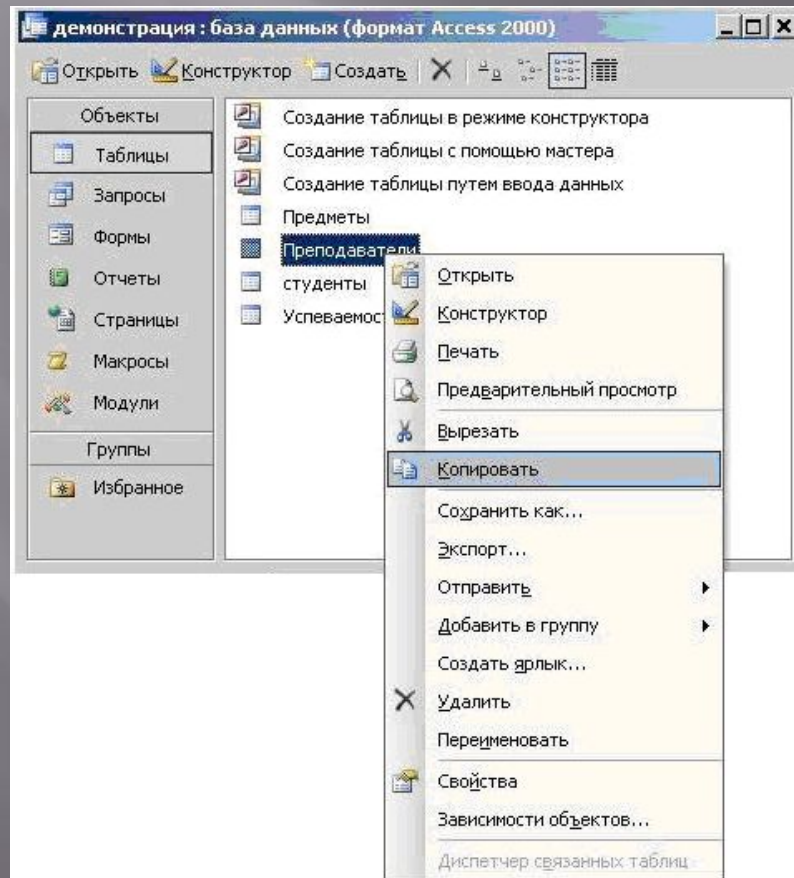 демонстрация : база данных (формат Access 2000)
Открыть Конструктор Создать
Объекты
Таблицы
Запросы
Формы
Отчеты
Страницы
Макросы
Модули
Группы
Избранное
Создание таблицы в режиме конструктора
Создание таблицы с помощью мастера
Создание таблицы путем ввода данных
Предметы
Преподаватели
студенты
Успеваемос
Открыть
Конструктор
Печать
Предварительный просмотр
Вырезать
Копировать
Сохранить как...
Экспорт...
Отправить
Добавить в группу
Создать ярлык...
Удалить
Переименовать
Свойства
Зависимости объектов...
Диспетчер связанных таблиц